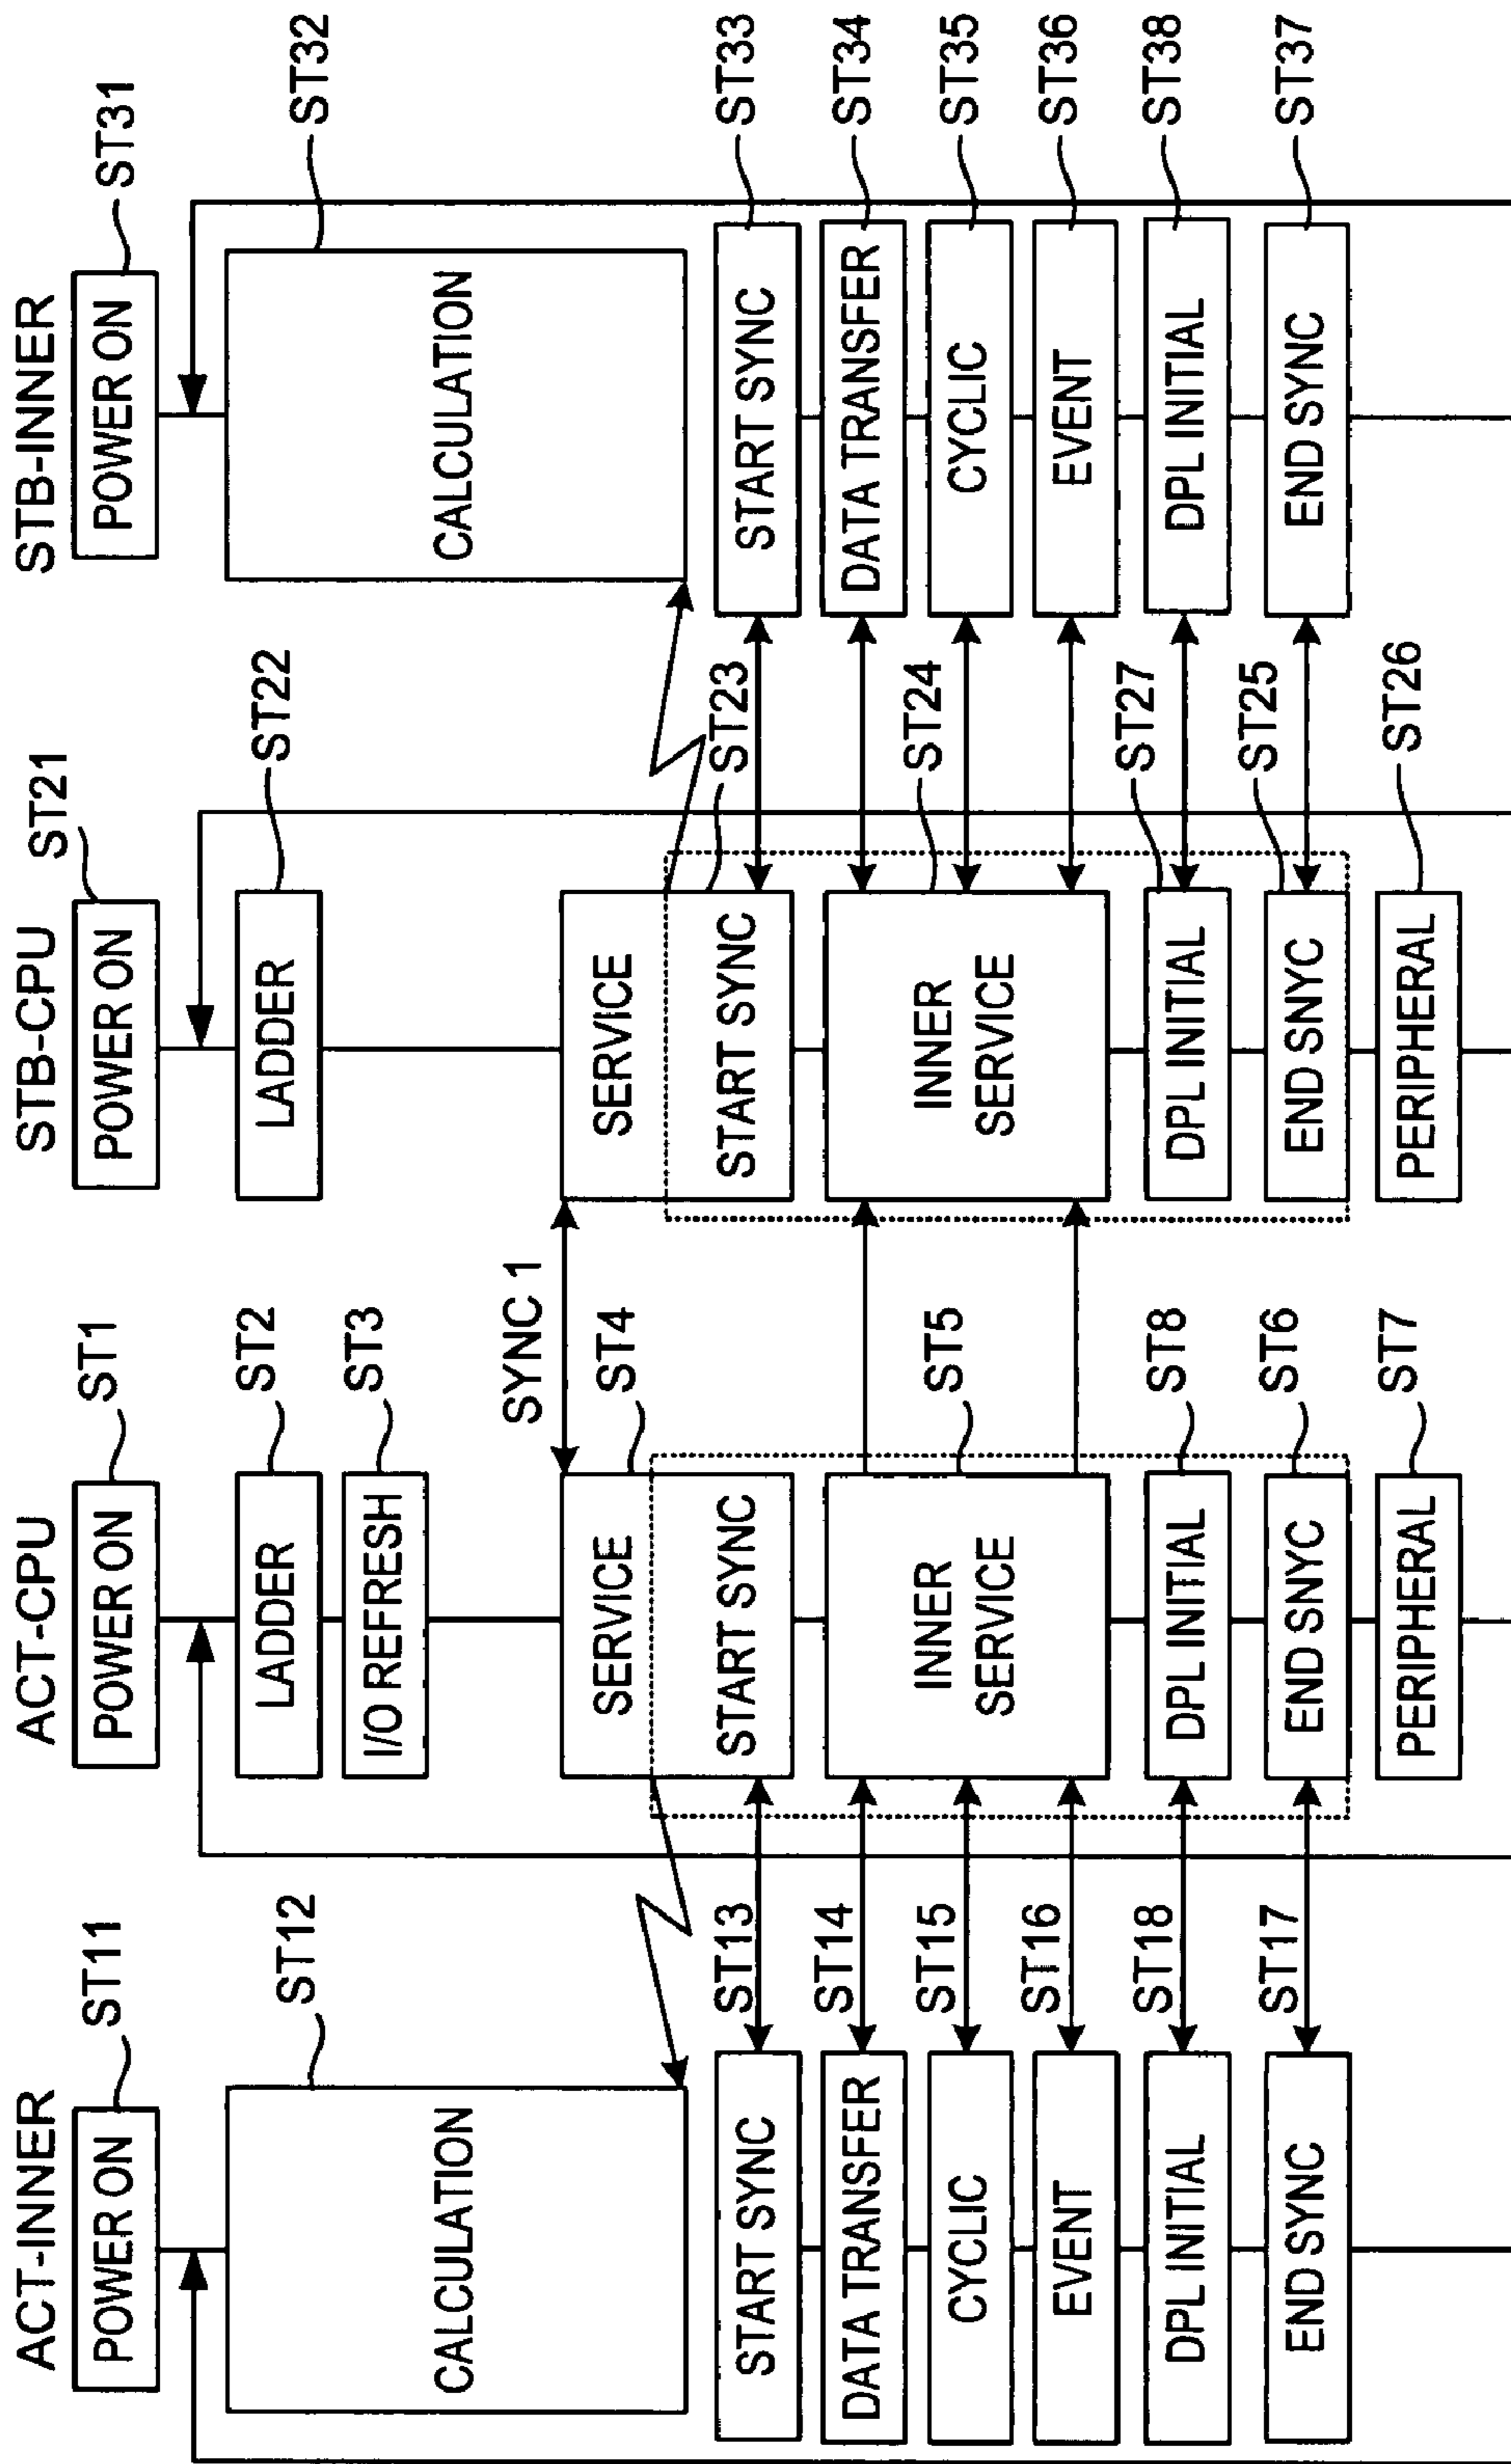 ACT-INNER
POWER ON
ST11
CALCULATION
ST12
START SYNC
ST13
DATA TRANSFER
ST14
CYCLIC
ST15
EVENT
ST16
DPL INITIAL
ST18
END SYNC
ST17
ACT-CPU
POWER ON
ST1
LADDER
ST2
I/O REFRESH
ST3
SERVICE
START SYNC
ST4
SYNC 1
INNER
SERVICE
ST5
DPL INITIAL
ST8
END SNYC
ST6
PERIPHERAL
ST7
STB-CPU
POWER ON
ST21
LADDER
ST22
SERVICE
START SYNC
ST23
INNER
SERVICE
ST24
DPL INITIAL
ST27
END SNYC
ST25
PERIPHERAL
ST26
STB-INNER
POWER ON
ST31
CALCULATION
ST32
START SYNC
ST33
DATA TRANSFER
ST34
CYCLIC
ST35
EVENT
ST36
DPL INITIAL
ST38
END SYNC
ST37